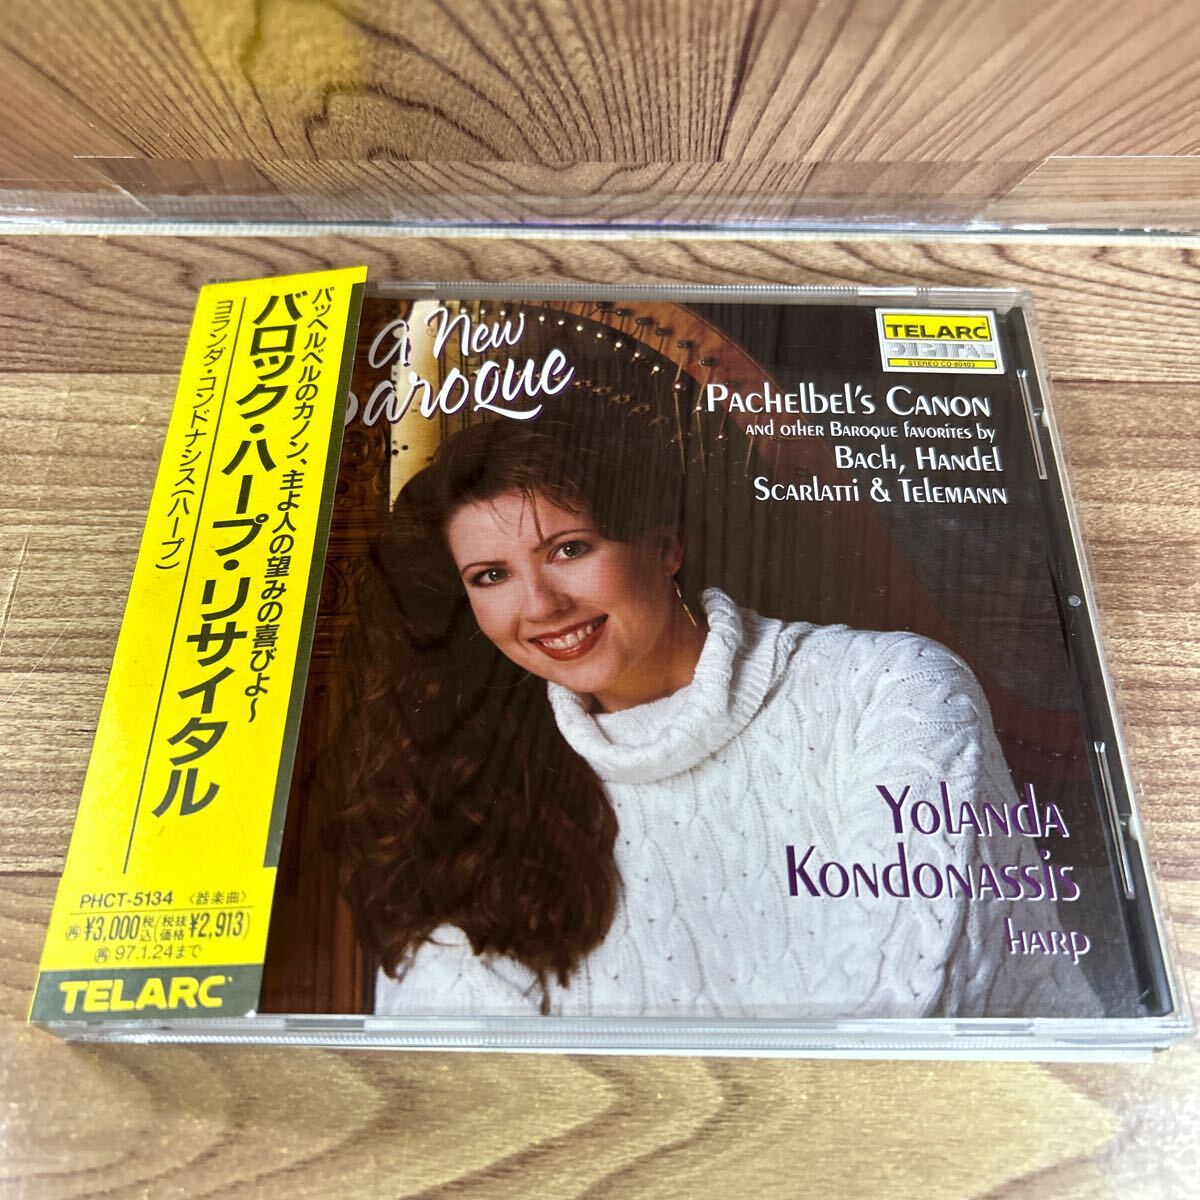 パッヘルベルのカノン、主よ人の望みの喜びよ～
バロック・ハープ・リサイタル
ヨランダ・コンドナシス(ハープ)
PHCT-5134 〈器楽曲〉
再 ¥3,000 税込 (税抜価格 ¥2,913)
再 97.1.24まで
TELARC
A New
Baroque
TELARC
DIGITAL
STEREO CD-80403
Pachelbel's Canon
and other Baroque favorites by
Bach, Handel
Scarlatti & Telemann
Yolanda
Kondonassis
harp